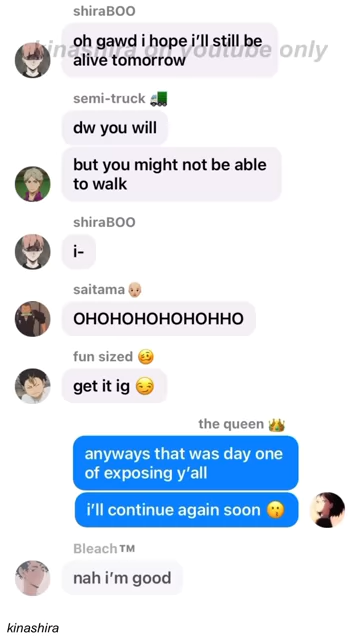 shiraBOO
oh gawd i hope i'll still be
alive tomorrow
kinashira on youtube only
semi-truck 🚛
dw you will
but you might not be able
to walk
shiraBOO
i-
saitama👨🏼‍🦲
OHOHOHOHOHOHHO
fun sized 🥴
get it ig 😏
the queen 👑
anyways that was day one
of exposing y'all
i'll continue again soon 😗
Bleach™
nah i'm good
kinashira